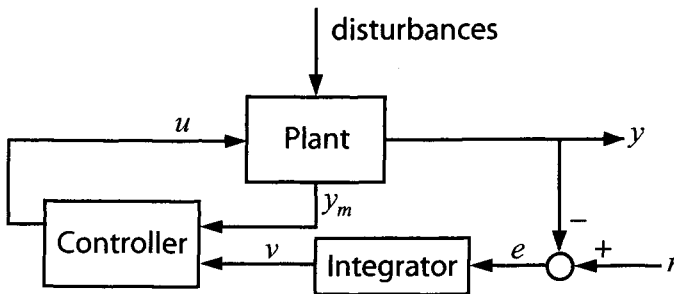 disturbances
u
Plant
y
y_m
Controller
v
Integrator
e
−
+
r